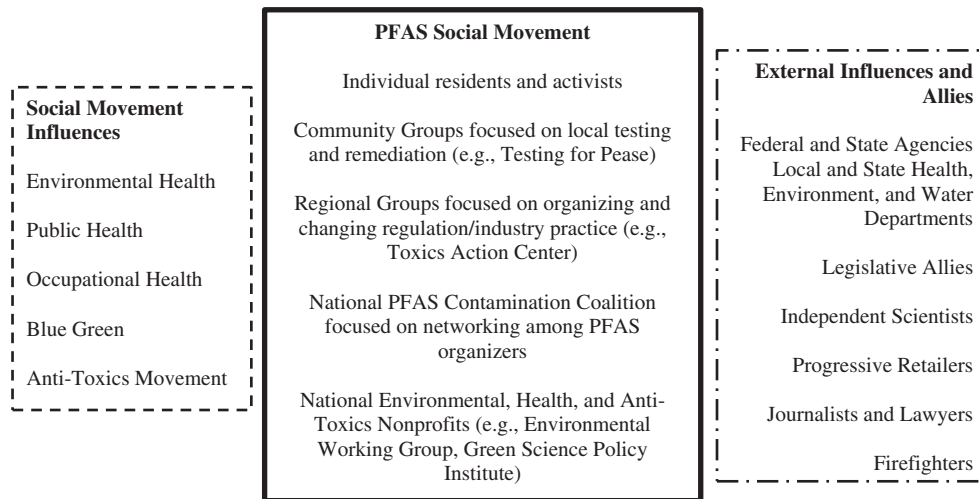 Social Movement
Influences
Environmental Health
Public Health
Occupational Health
Blue Green
Anti-Toxics Movement
PFAS Social Movement
Individual residents and activists
Community Groups focused on local testing
and remediation (e.g., Testing for Pease)
Regional Groups focused on organizing and
changing regulation/industry practice (e.g.,
Toxics Action Center)
National PFAS Contamination Coalition
focused on networking among PFAS
organizers
National Environmental, Health, and Anti-
Toxics Nonprofits (e.g., Environmental
Working Group, Green Science Policy
Institute)
External Influences and
Allies
Federal and State Agencies
Local and State Health,
Environment, and Water
Departments
Legislative Allies
Independent Scientists
Progressive Retailers
Journalists and Lawyers
Firefighters